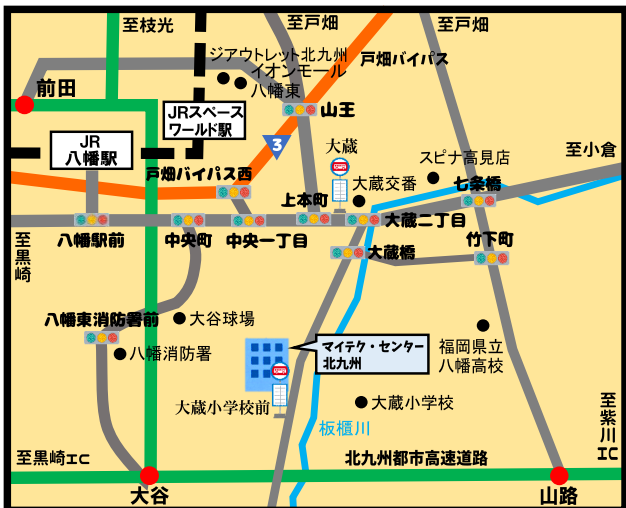 至枝光
至戸畑
至戸畑
ジアウトレット北九州
イオンモール
八幡東
戸畑バイパス
前田
JRスペース
ワールド駅
山王
3
JR
八幡駅
大蔵
大蔵交番
スピナ高見店
至小倉
戸畑バイパス西
上本町
七条橋
八幡駅前
中央町
中央一丁目
大蔵二丁目
竹下町
至黒崎
大蔵橋
八幡東消防署前
大谷球場
八幡消防署
マイテク・センター
北九州
福岡県立
八幡高校
大蔵小学校前
大蔵小学校
板櫃川
至紫川IC
至黒崎IC
北九州都市高速道路
大谷
山路